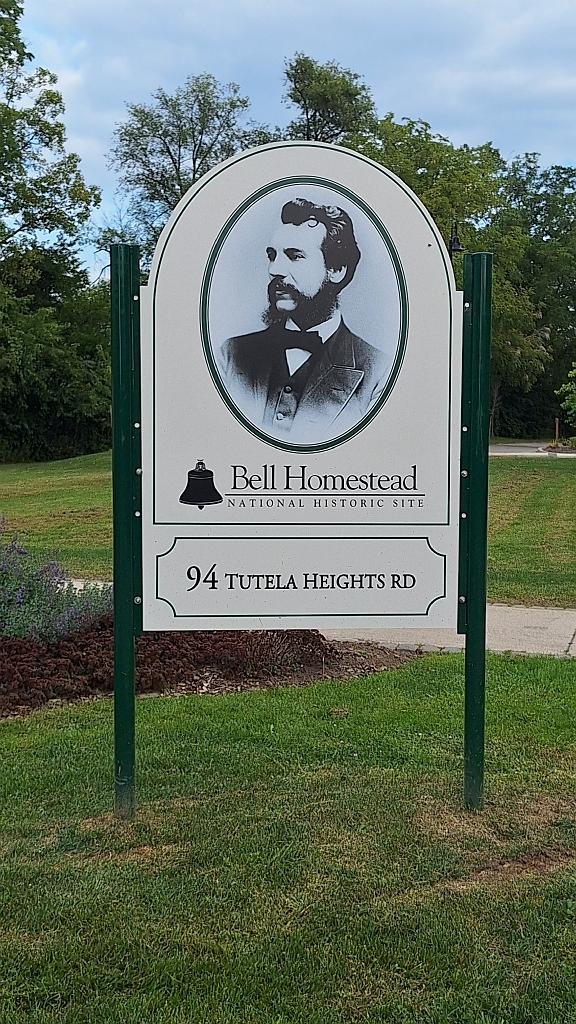 Bell Homestead
NATIONAL HISTORIC SITE
94 TUTELA HEIGHTS RD